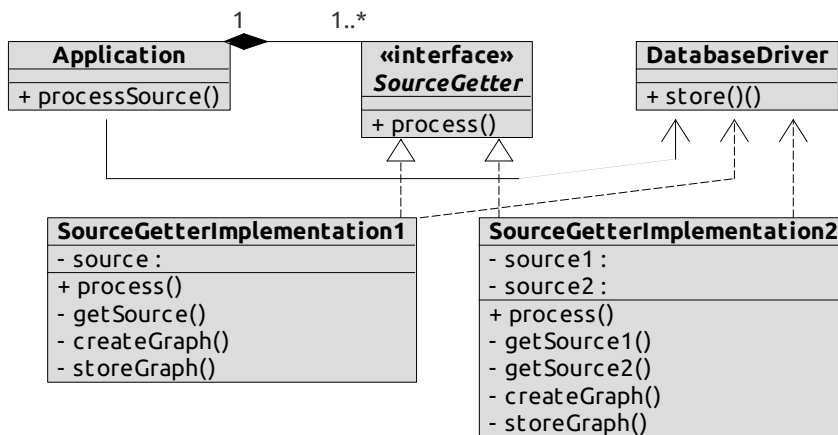 1
1..*
Application
+ processSource()
«interface»
SourceGetter
+ process()
DatabaseDriver
+ store()()
SourceGetterImplementation1
- source :
+ process()
- getSource()
- createGraph()
- storeGraph()
SourceGetterImplementation2
- source1 :
- source2 :
+ process()
- getSource1()
- getSource2()
- createGraph()
- storeGraph()